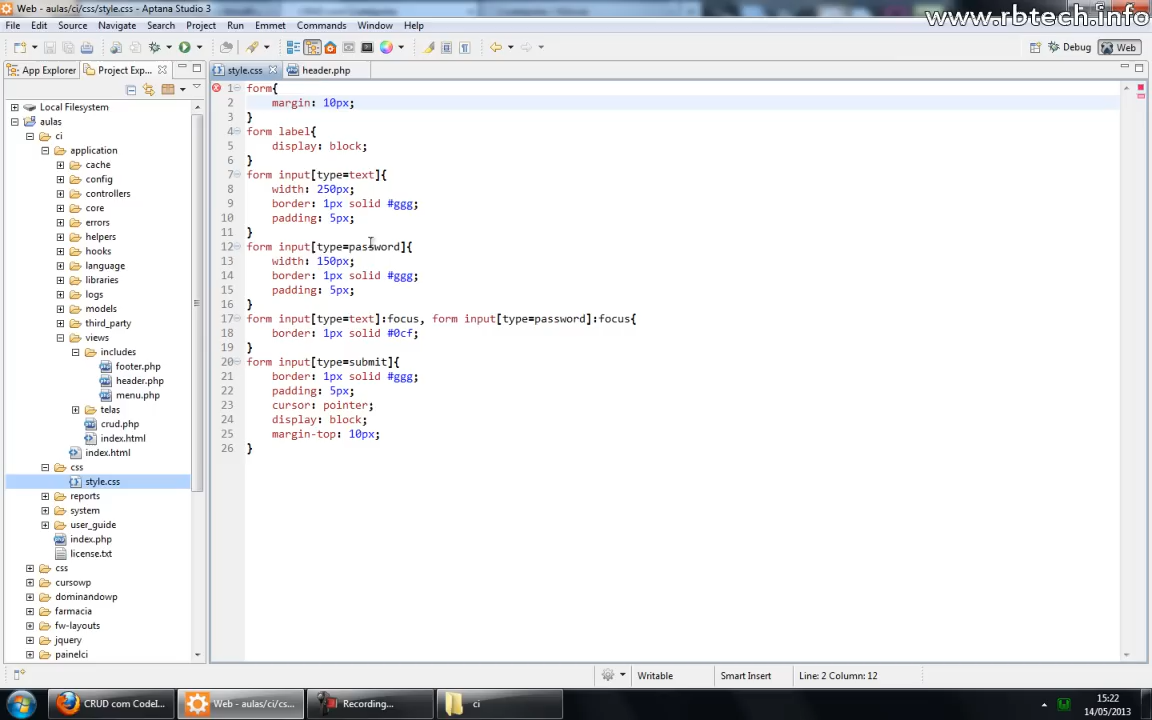 Web - aulas/ci/css/style.css - Aptana Studio 3
www.rbtech.info
File Edit Source Navigate Search Project Run Emmet Commands Window Help
Debug Web
App Explorer Project Exp...
style.css header.php
Local Filesystem
aulas
ci
application
cache
config
controllers
core
errors
helpers
hooks
language
libraries
logs
models
third_party
views
includes
footer.php
header.php
menu.php
telas
crud.php
index.html
index.html
css
style.css
reports
system
user_guide
index.php
license.txt
css
cursowp
dominandowp
farmacia
fw-layouts
jquery
painelci
1 form{
2 margin: 10px;
3 }
4 form label{
5 display: block;
6 }
7 form input[type=text]{
8 width: 250px;
9 border: 1px solid #ggg;
10 padding: 5px;
11 }
12 form input[type=password]{
13 width: 150px;
14 border: 1px solid #ggg;
15 padding: 5px;
16 }
17 form input[type=text]:focus, form input[type=password]:focus{
18 border: 1px solid #0cf;
19 }
20 form input[type=submit]{
21 border: 1px solid #ggg;
22 padding: 5px;
23 cursor: pointer;
24 display: block;
25 margin-top: 10px;
26 }
Writable Smart Insert Line: 2 Column: 12
CRUD com CodeI... Web - aulas/ci/cs... Recording... ci
15:22
14/05/2013